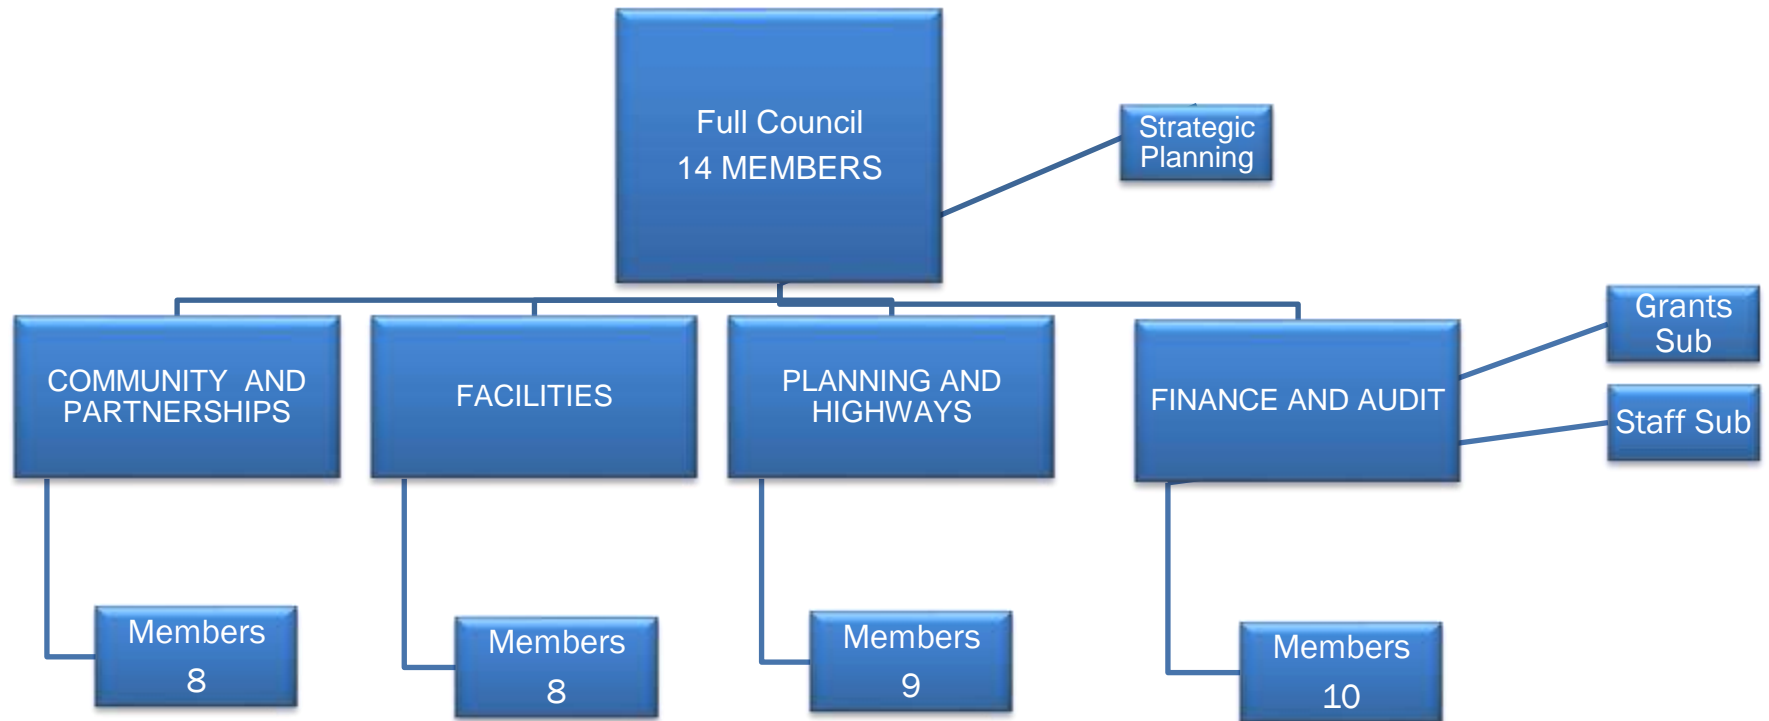 Full Council
14 MEMBERS
Strategic
Planning
COMMUNITY AND
PARTNERSHIPS
FACILITIES
PLANNING AND
HIGHWAYS
FINANCE AND AUDIT
Grants
Sub
Staff Sub
Members
8
Members
8
Members
9
Members
10